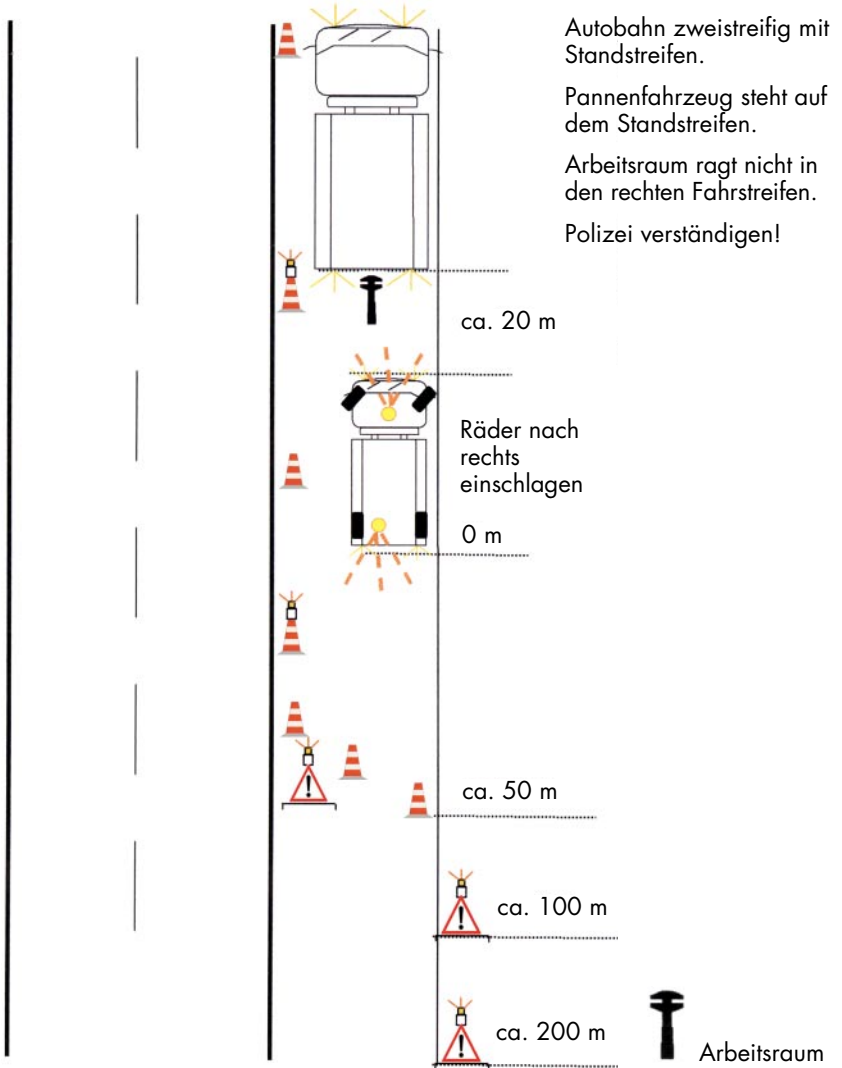 Autobahn zweistreifig mit
Standstreifen.
Pannenfahrzeug steht auf
dem Standstreifen.
Arbeitsraum ragt nicht in
den rechten Fahrstreifen.
Polizei verständigen!
ca. 20 m
Räder nach
rechts
einschlagen
0 m
ca. 50 m
ca. 100 m
ca. 200 m
Arbeitsraum